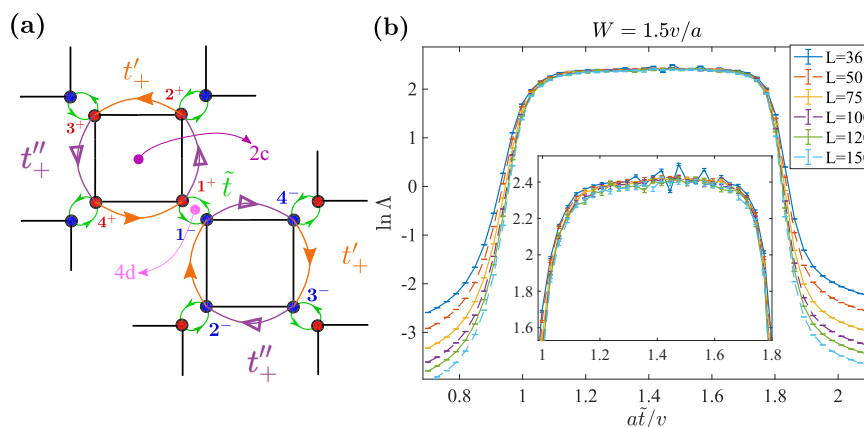 (a)
t′₊
2⁺
3⁺
t″₊
2c
1⁺
t̃
4⁺
4⁻
1⁻
t′₊
4d
3⁻
2⁻
t″₊
(b)
W = 1.5v/a
ln Λ
2
1
0
-1
-2
-3
L=36
L=50
L=75
L=100
L=120
L=150
2.4
2.2
2
1.8
1.6
1 1.2 1.4 1.6 1.8
0.8 1 1.2 1.4 1.6 1.8 2
at̃/v